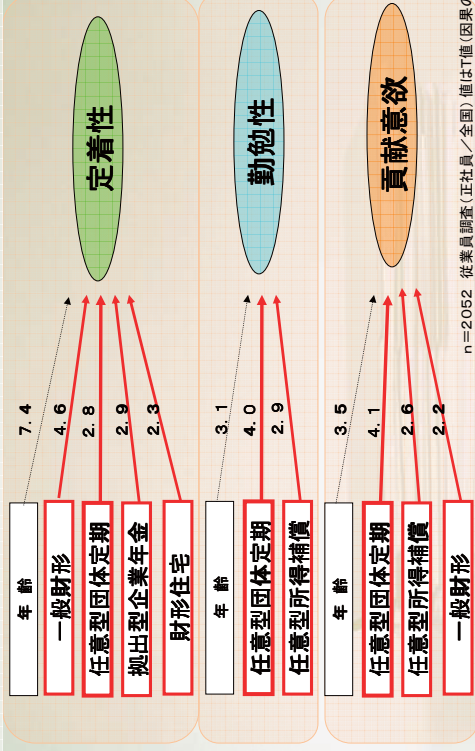 年 齢
一般財形
任意型団体定期
拠出型企業年金
財形住宅
7.4
4.6
2.8
2.9
2.3
定着性
年 齢
任意型団体定期
任意型所得補償
3.1
4.0
2.9
勤勉性
年 齢
任意型団体定期
任意型所得補償
一般財形
3.5
4.1
2.6
2.2
貢献意欲
n=2052 従業員調査(正社員/全国)値はT値(因果の